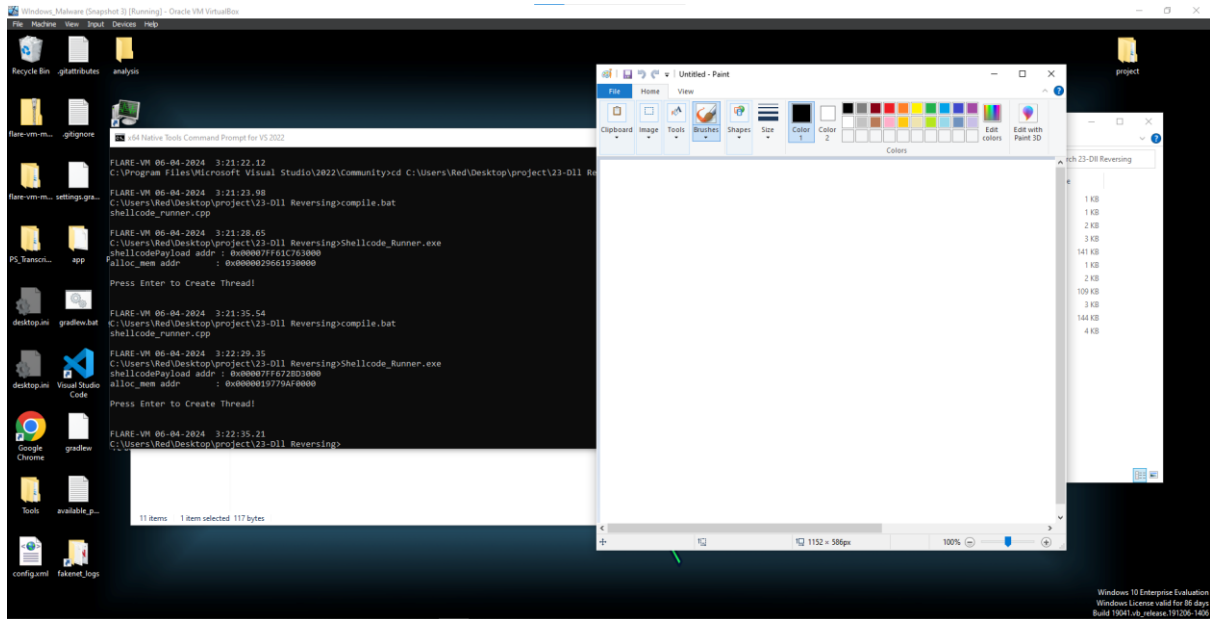 Windows_Malware (Snapshot 3) [Running] - Oracle VM VirtualBox
File Machine View Input Devices Help
Recycle Bin
.gitattributes
analysis
project
flare-vm-m...
.gitignore
flare-vm-m...
settings.gra...
PS_Transcri...
app
desktop.ini
gradlew.bat
desktop.ini
Visual Studio
Code
Google
Chrome
gradlew
Tools
available_p...
config.xml
fakenet_logs
x64 Native Tools Command Prompt for VS 2022
FLARE-VM 06-04-2024 3:21:22.12
C:\Program Files\Microsoft Visual Studio\2022\Community>cd C:\Users\Red\Desktop\project\23-Dll Re
FLARE-VM 06-04-2024 3:21:23.98
C:\Users\Red\Desktop\project\23-Dll Reversing>compile.bat
shellcode_runner.cpp
FLARE-VM 06-04-2024 3:21:28.65
C:\Users\Red\Desktop\project\23-Dll Reversing>Shellcode_Runner.exe
shellcodePayload addr : 0x00007FF61C763000
alloc_mem addr : 0x0000029661930000
Press Enter to Create Thread!
FLARE-VM 06-04-2024 3:21:35.54
C:\Users\Red\Desktop\project\23-Dll Reversing>compile.bat
shellcode_runner.cpp
FLARE-VM 06-04-2024 3:22:29.35
C:\Users\Red\Desktop\project\23-Dll Reversing>Shellcode_Runner.exe
shellcodePayload addr : 0x00007FF672BD3000
alloc_mem addr : 0x0000019779AF0000
Press Enter to Create Thread!
FLARE-VM 06-04-2024 3:22:35.21
C:\Users\Red\Desktop\project\23-Dll Reversing>
11 items 1 item selected 117 bytes
Untitled - Paint
File Home View
Clipboard Image Tools Brushes Shapes Size
Color
1
Color
2
Edit
colors
Edit with
Paint 3D
Colors
1152 × 586px
100%
rch 23-Dll Reversing
1 KB
1 KB
2 KB
3 KB
141 KB
1 KB
2 KB
109 KB
3 KB
144 KB
4 KB
Windows 10 Enterprise Evaluation
Windows License valid for 86 days
Build 19041.vb_release.191206-1406